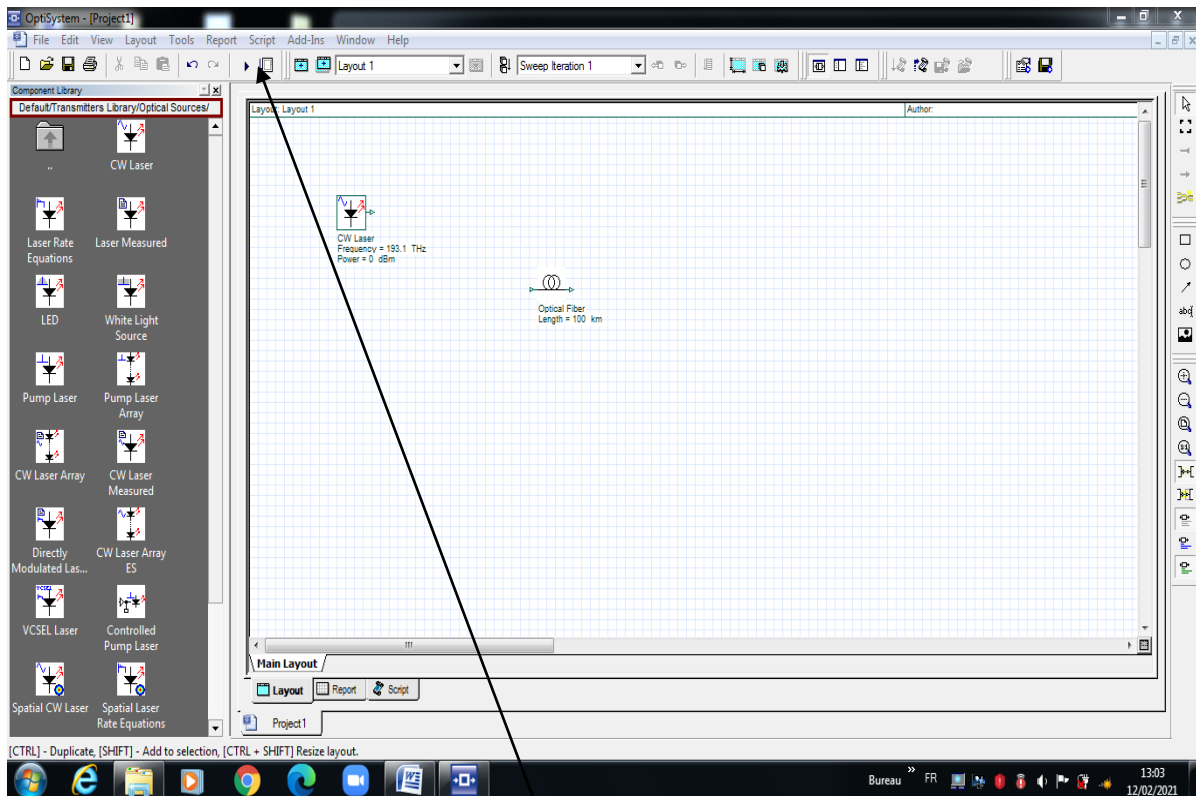 OptiSystem - [Project1]
File Edit View Layout Tools Report Script Add-Ins Window Help
Layout 1
Sweep Iteration 1
Component Library
Default/Transmitters Library/Optical Sources/
..
CW Laser
Laser Rate
Equations
Laser Measured
LED
White Light
Source
Pump Laser
Pump Laser
Array
CW Laser Array
CW Laser
Measured
Directly
Modulated Las...
CW Laser Array
ES
VCSEL
VCSEL Laser
Controlled
Pump Laser
Spatial CW Laser
Spatial Laser
Rate Equations
Layout: Layout 1
Author:
CW Laser
Frequency = 193.1 THz
Power = 0 dBm
Optical Fiber
Length = 100 km
Main Layout
Layout Report Script
Project1
[CTRL] - Duplicate, [SHIFT] - Add to selection, [CTRL + SHIFT] Resize layout.
Bureau » FR
13:03
12/02/2021